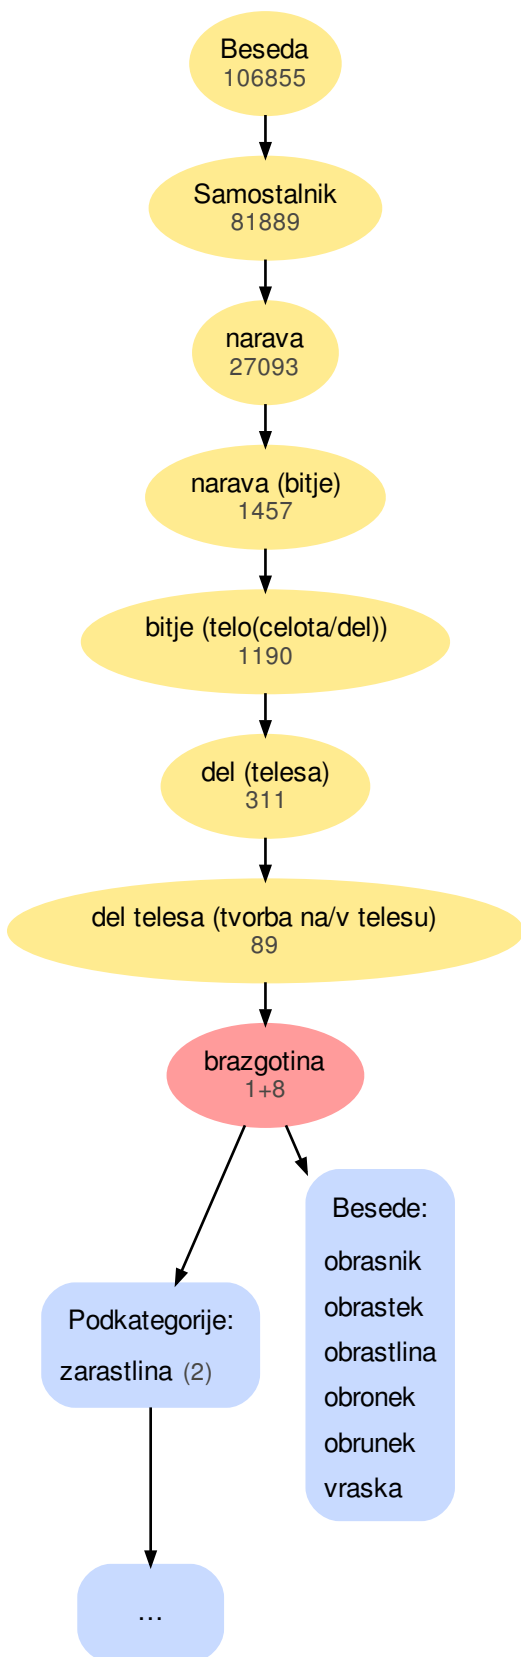 Beseda
106855
Samostalnik
81889
narava
27093
narava (bitje)
1457
bitje (telo(celota/del))
1190
del (telesa)
311
del telesa (tvorba na/v telesu)
89
brazgotina
1+8
Besede:
obrasnik
obrastek
obrastlina
obronek
obrunek
vraska
Podkategorije:
zarastlina (2)
...